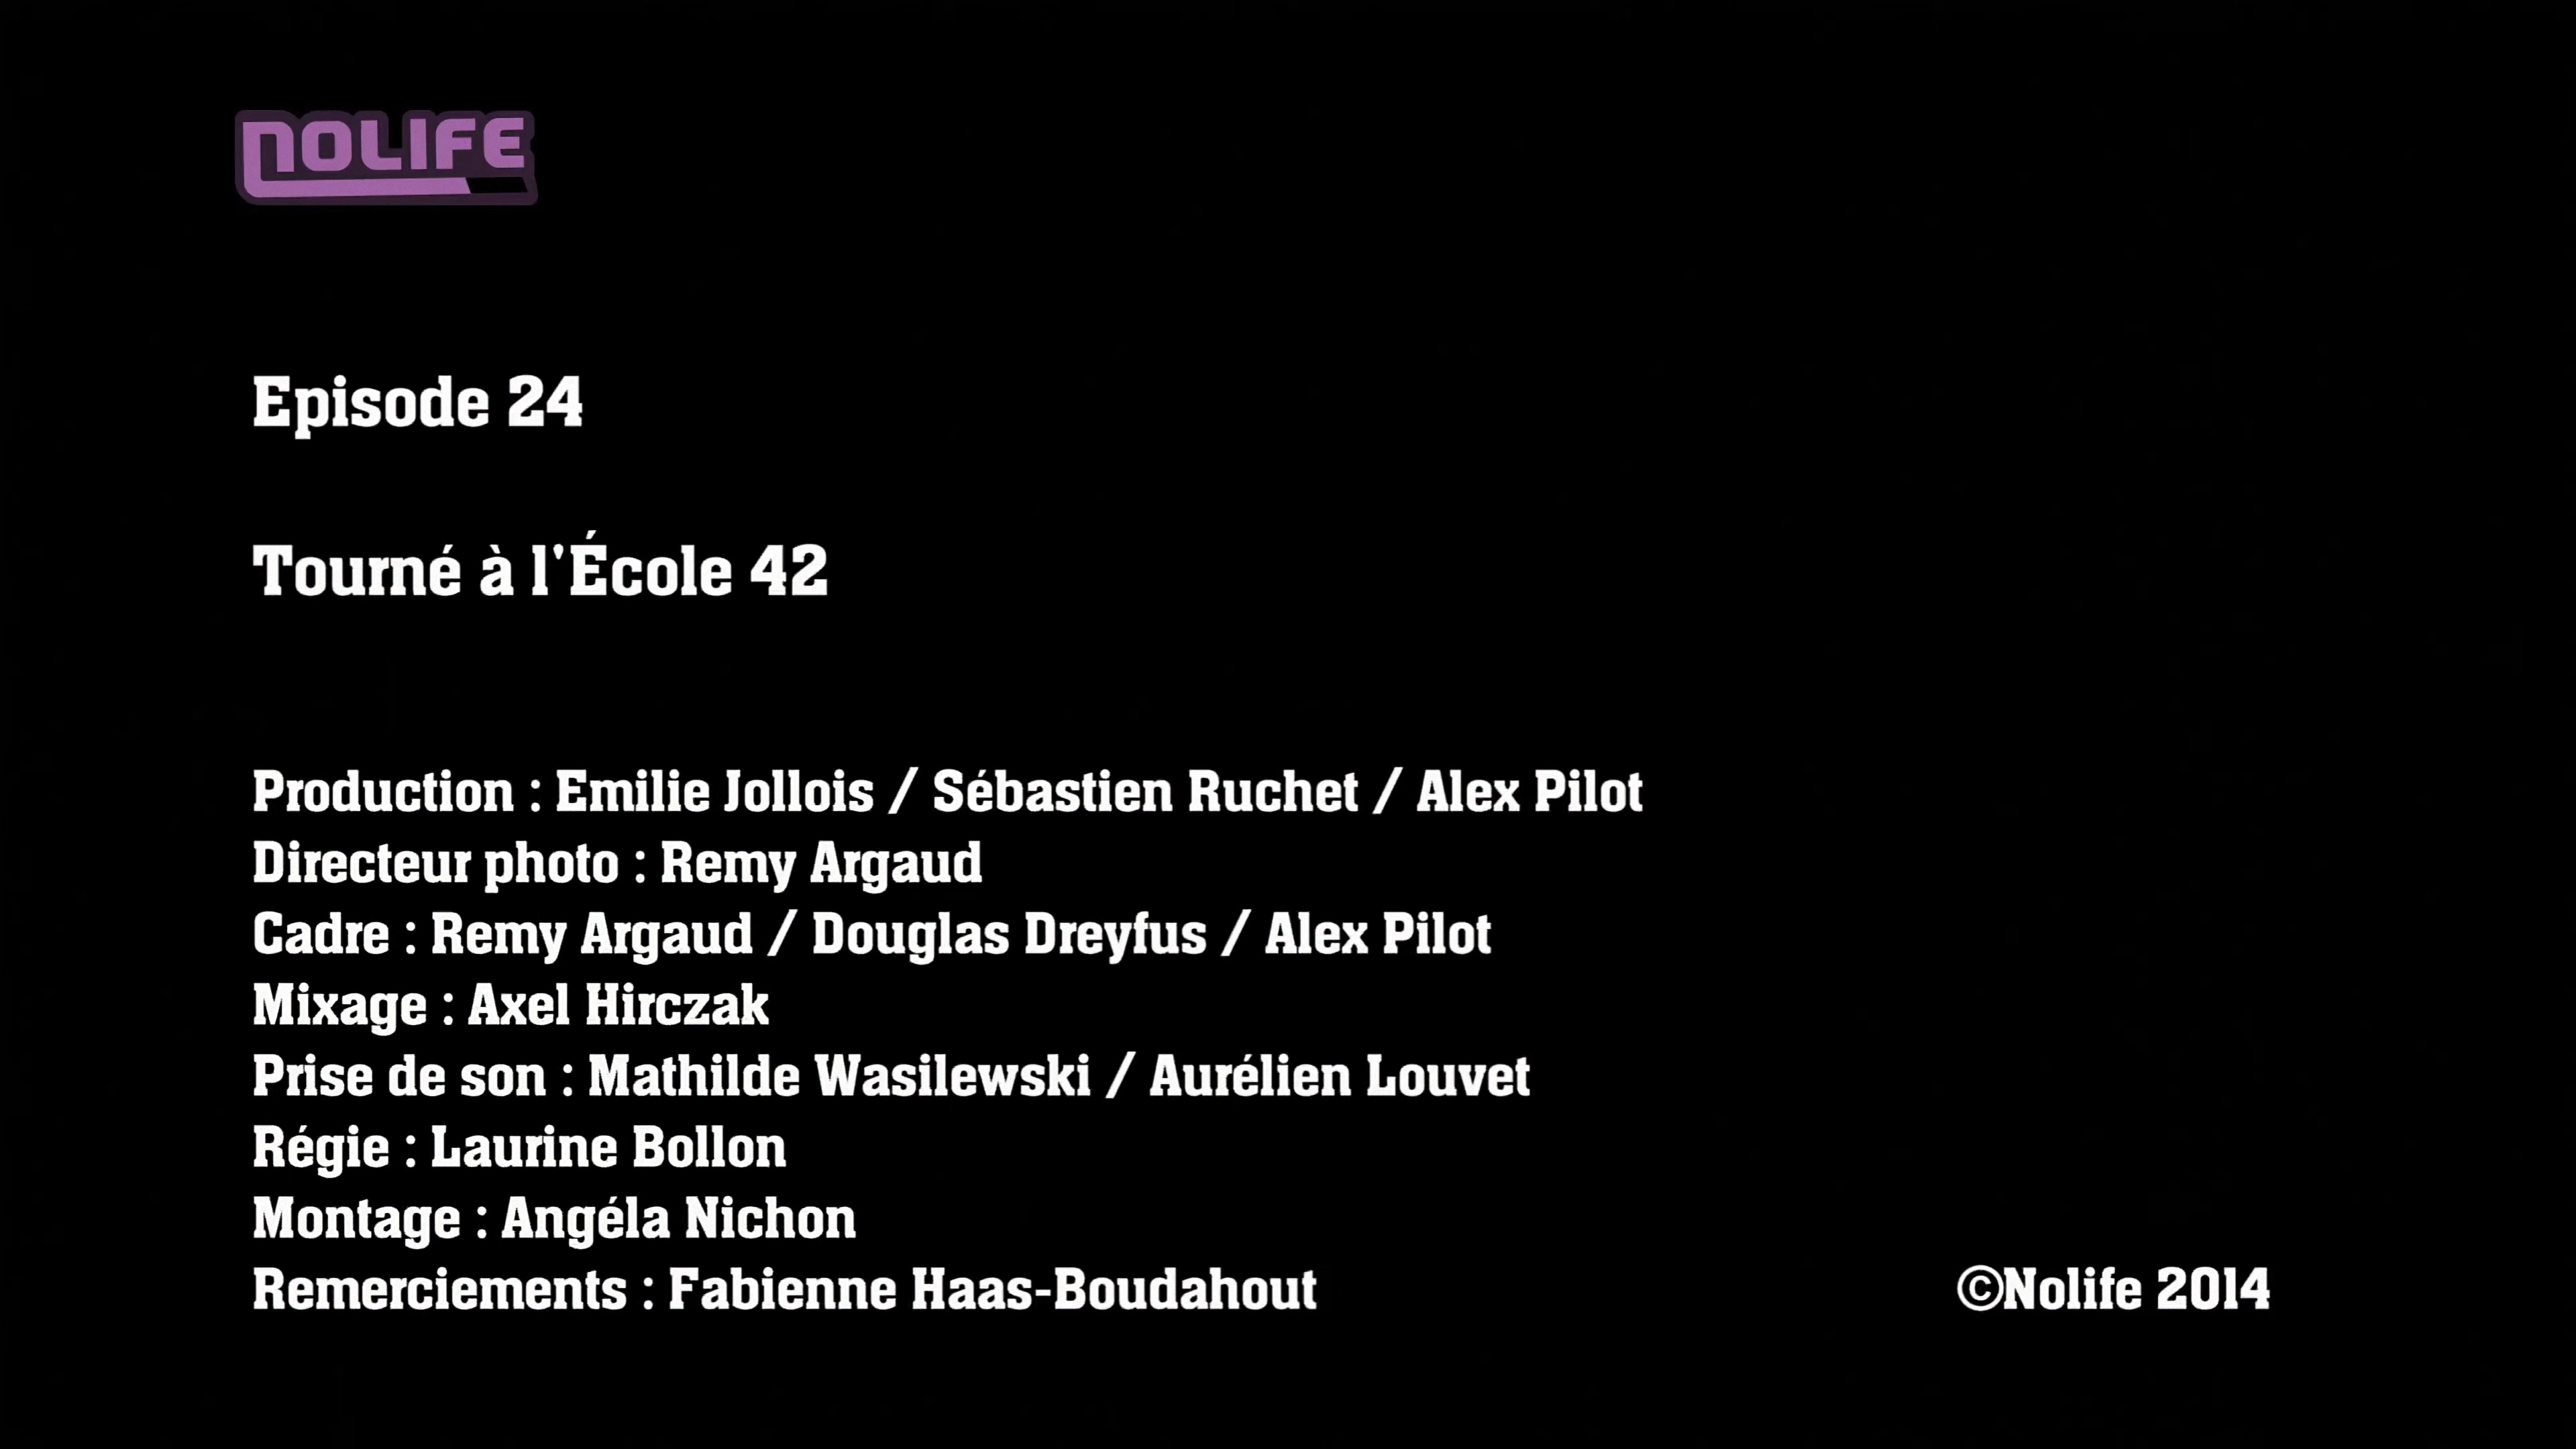 NOLIFE
Episode 24
Tourné à l'École 42
Production : Emilie Jollois / Sébastien Ruchet / Alex Pilot
Directeur photo : Remy Argaud
Cadre : Remy Argaud / Douglas Dreyfus / Alex Pilot
Mixage : Axel Hirczak
Prise de son : Mathilde Wasilewski / Aurélien Louvet
Régie : Laurine Bollon
Montage : Angéla Nichon
Remerciements : Fabienne Haas-Boudahout
©Nolife 2014